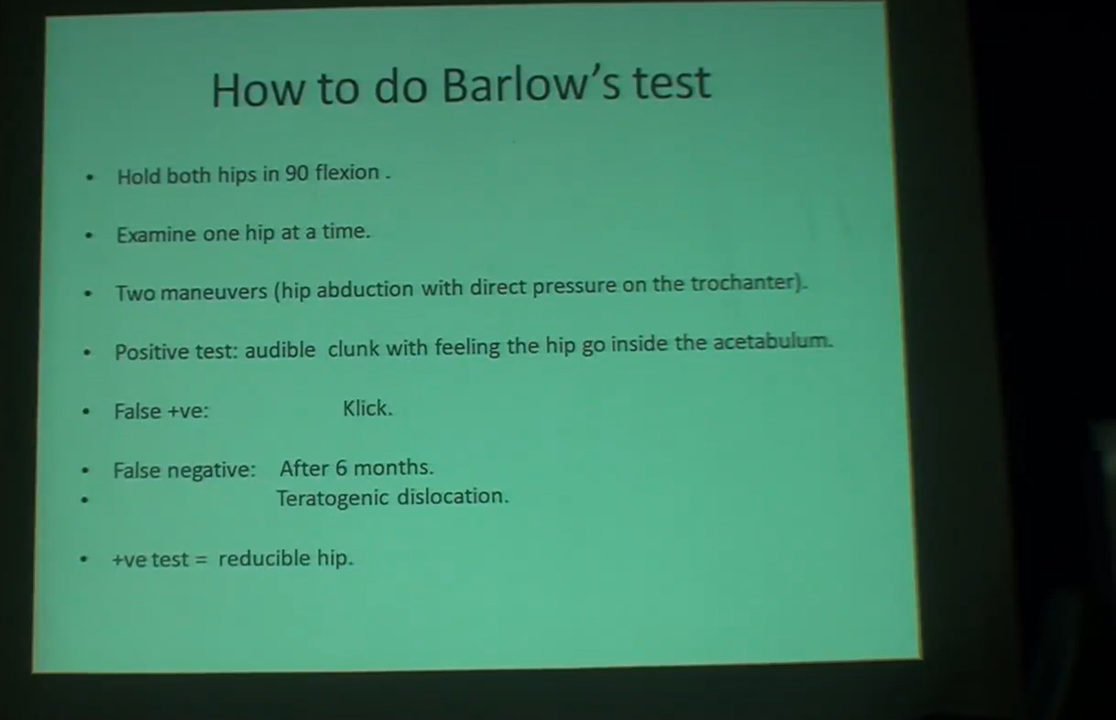 How to do Barlow's test
• Hold both hips in 90 flexion .
• Examine one hip at a time.
• Two maneuvers (hip abduction with direct pressure on the trochanter).
• Positive test: audible clunk with feeling the hip go inside the acetabulum.
• False +ve: Klick.
• False negative: After 6 months.
• Teratogenic dislocation.
• +ve test = reducible hip.